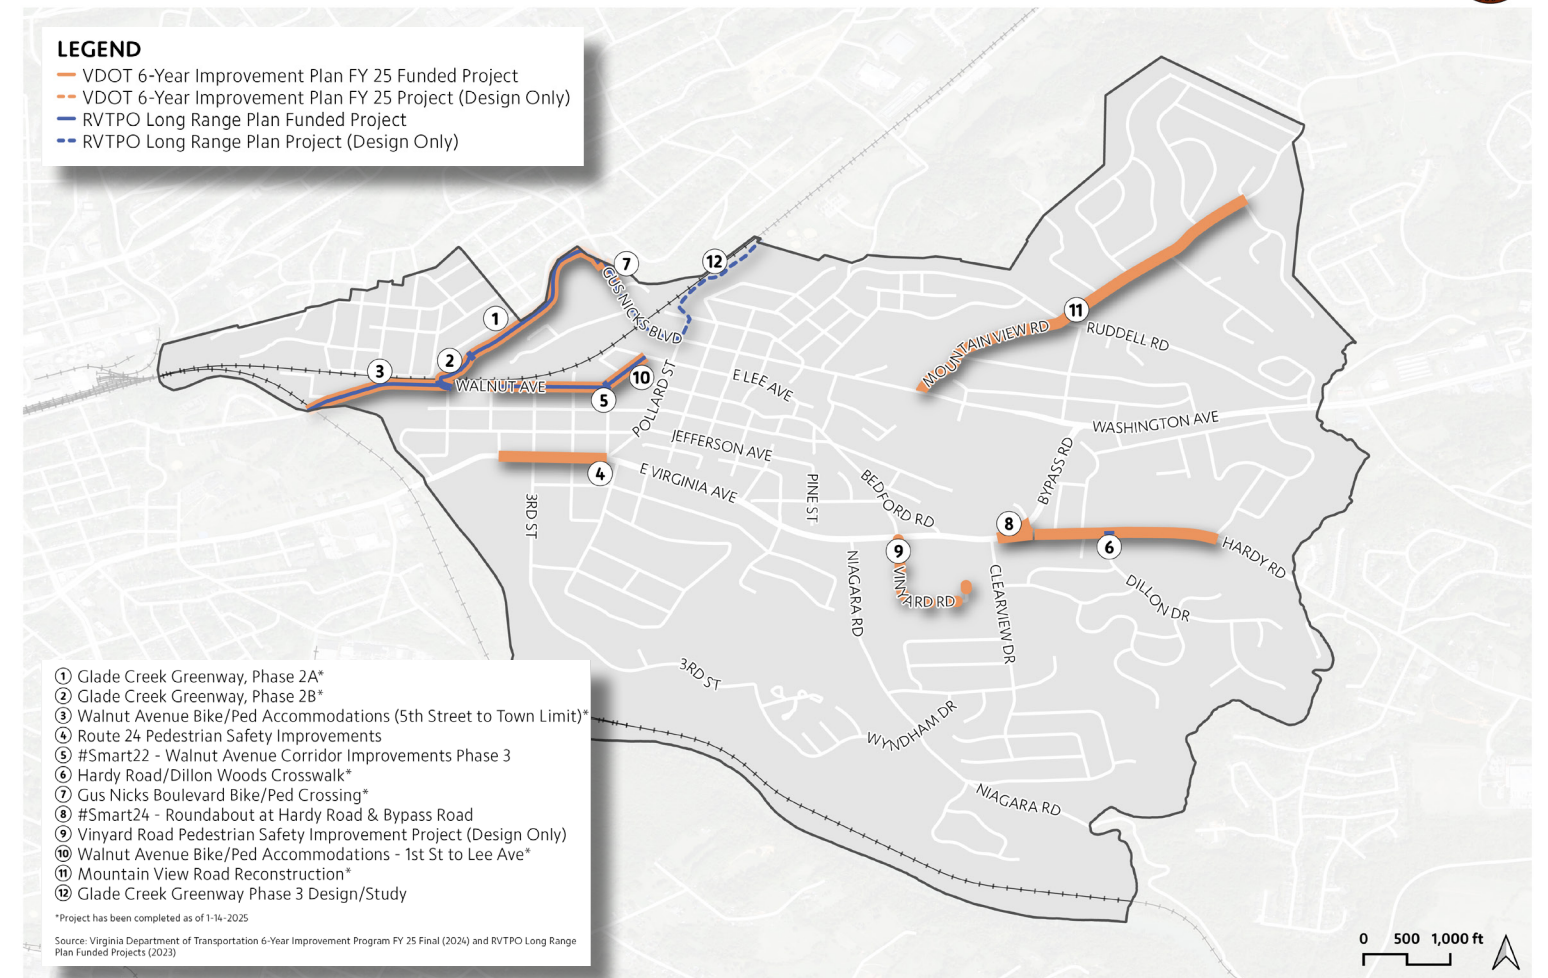 LEGEND
VDOT 6-Year Improvement Plan FY 25 Funded Project
VDOT 6-Year Improvement Plan FY 25 Project (Design Only)
RVTPO Long Range Plan Funded Project
RVTPO Long Range Plan Project (Design Only)
7
12
GUS NICKS BLVD
1
11
MOUNTAIN VIEW RD
RUDDELL RD
2
3
WALNUT AVE
10
5
POLLARD ST
E LEE AVE
WASHINGTON AVE
JEFFERSON AVE
4
E VIRGINIA AVE
3RD ST
PINE ST
BEDFORD RD
BYPASS RD
8
9
6
HARDY RD
VINYARD RD
NIAGARA RD
CLEARVIEW DR
DILLON DR
3RD ST
WYNDHAM DR
NIAGARA RD
1 Glade Creek Greenway, Phase 2A*
2 Glade Creek Greenway, Phase 2B*
3 Walnut Avenue Bike/Ped Accommodations (5th Street to Town Limit)*
4 Route 24 Pedestrian Safety Improvements
5 #Smart22 - Walnut Avenue Corridor Improvements Phase 3
6 Hardy Road/Dillon Woods Crosswalk*
7 Gus Nicks Boulevard Bike/Ped Crossing*
8 #Smart24 - Roundabout at Hardy Road & Bypass Road
9 Vinyard Road Pedestrian Safety Improvement Project (Design Only)
10 Walnut Avenue Bike/Ped Accommodations - 1st St to Lee Ave*
11 Mountain View Road Reconstruction*
12 Glade Creek Greenway Phase 3 Design/Study
*Project has been completed as of 1-14-2025
Source: Virginia Department of Transportation 6-Year Improvement Program FY 25 Final (2024) and RVTPO Long Range
Plan Funded Projects (2023)
0 500 1,000 ft